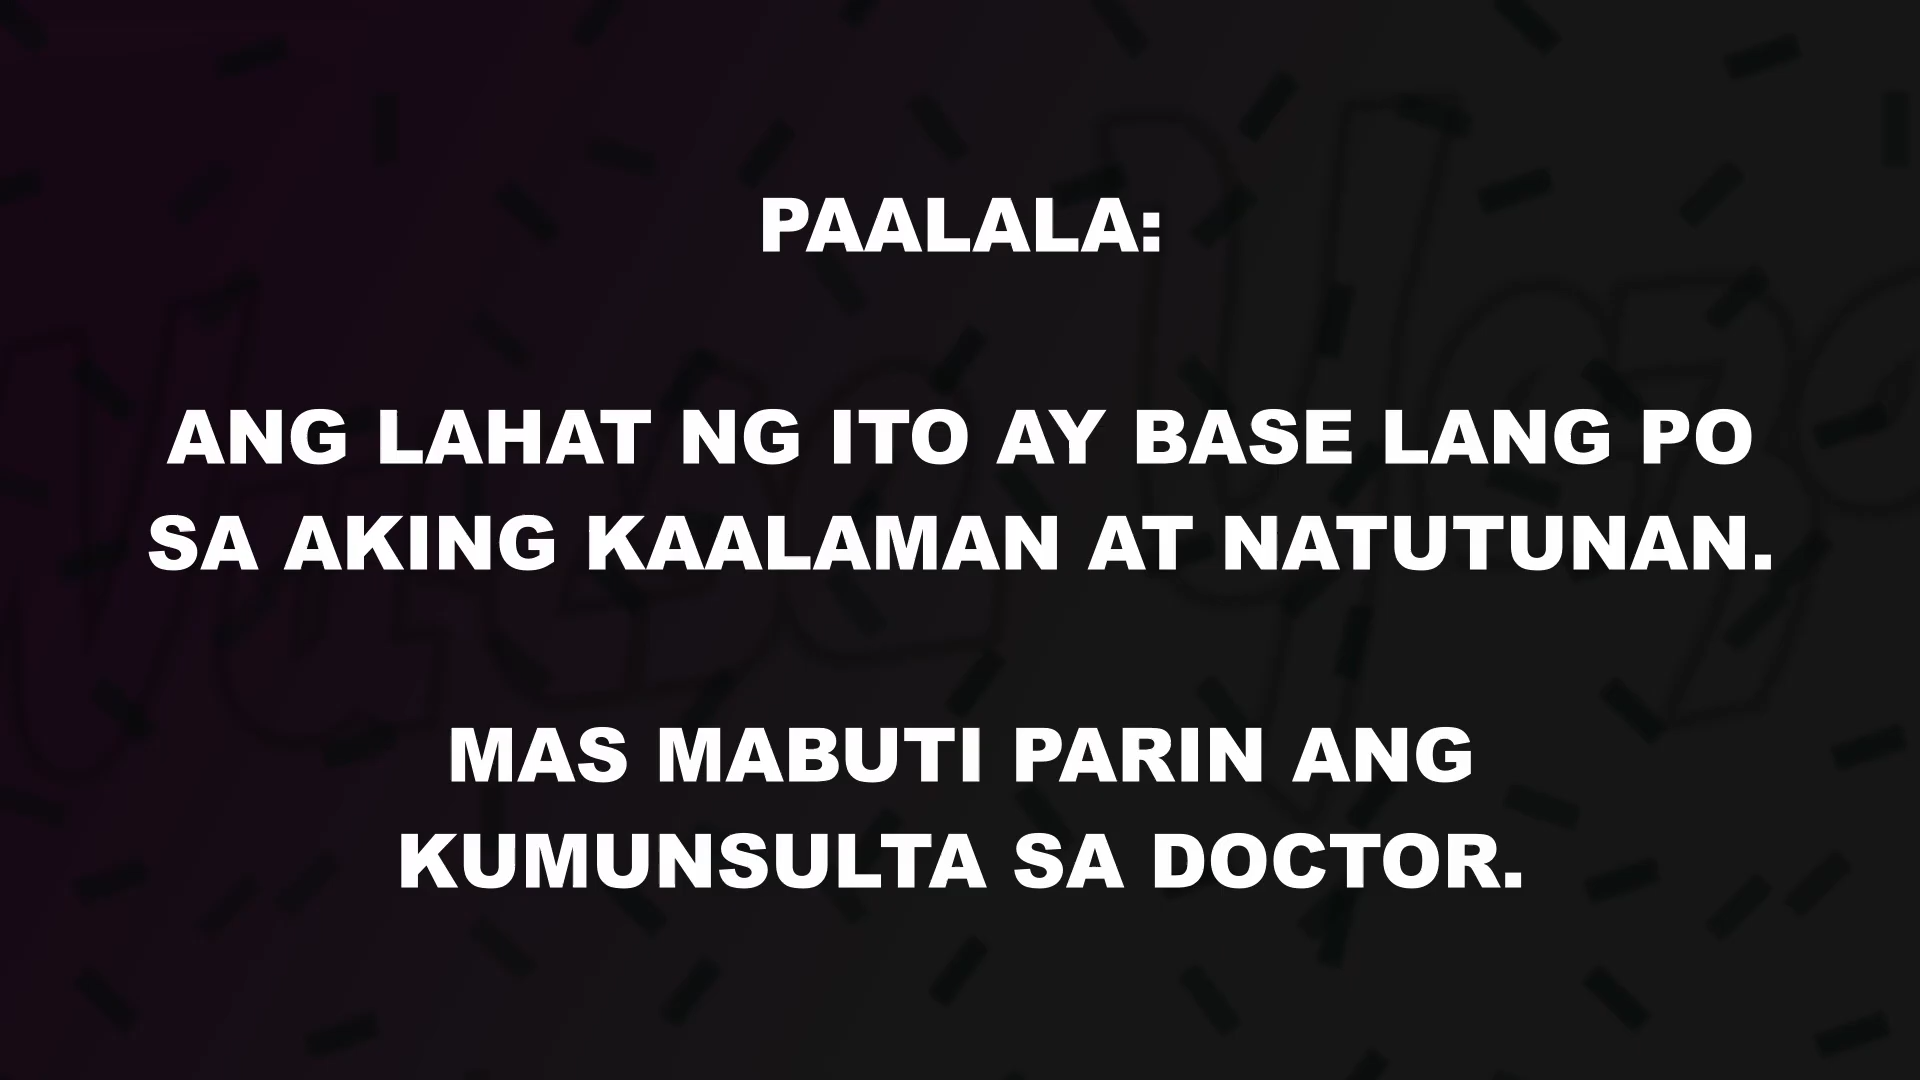 PAALALA:
ANG LAHAT NG ITO AY BASE LANG PO
SA AKING KAALAMAN AT NATUTUNAN.
MAS MABUTI PARIN ANG
KUMUNSULTA SA DOCTOR.